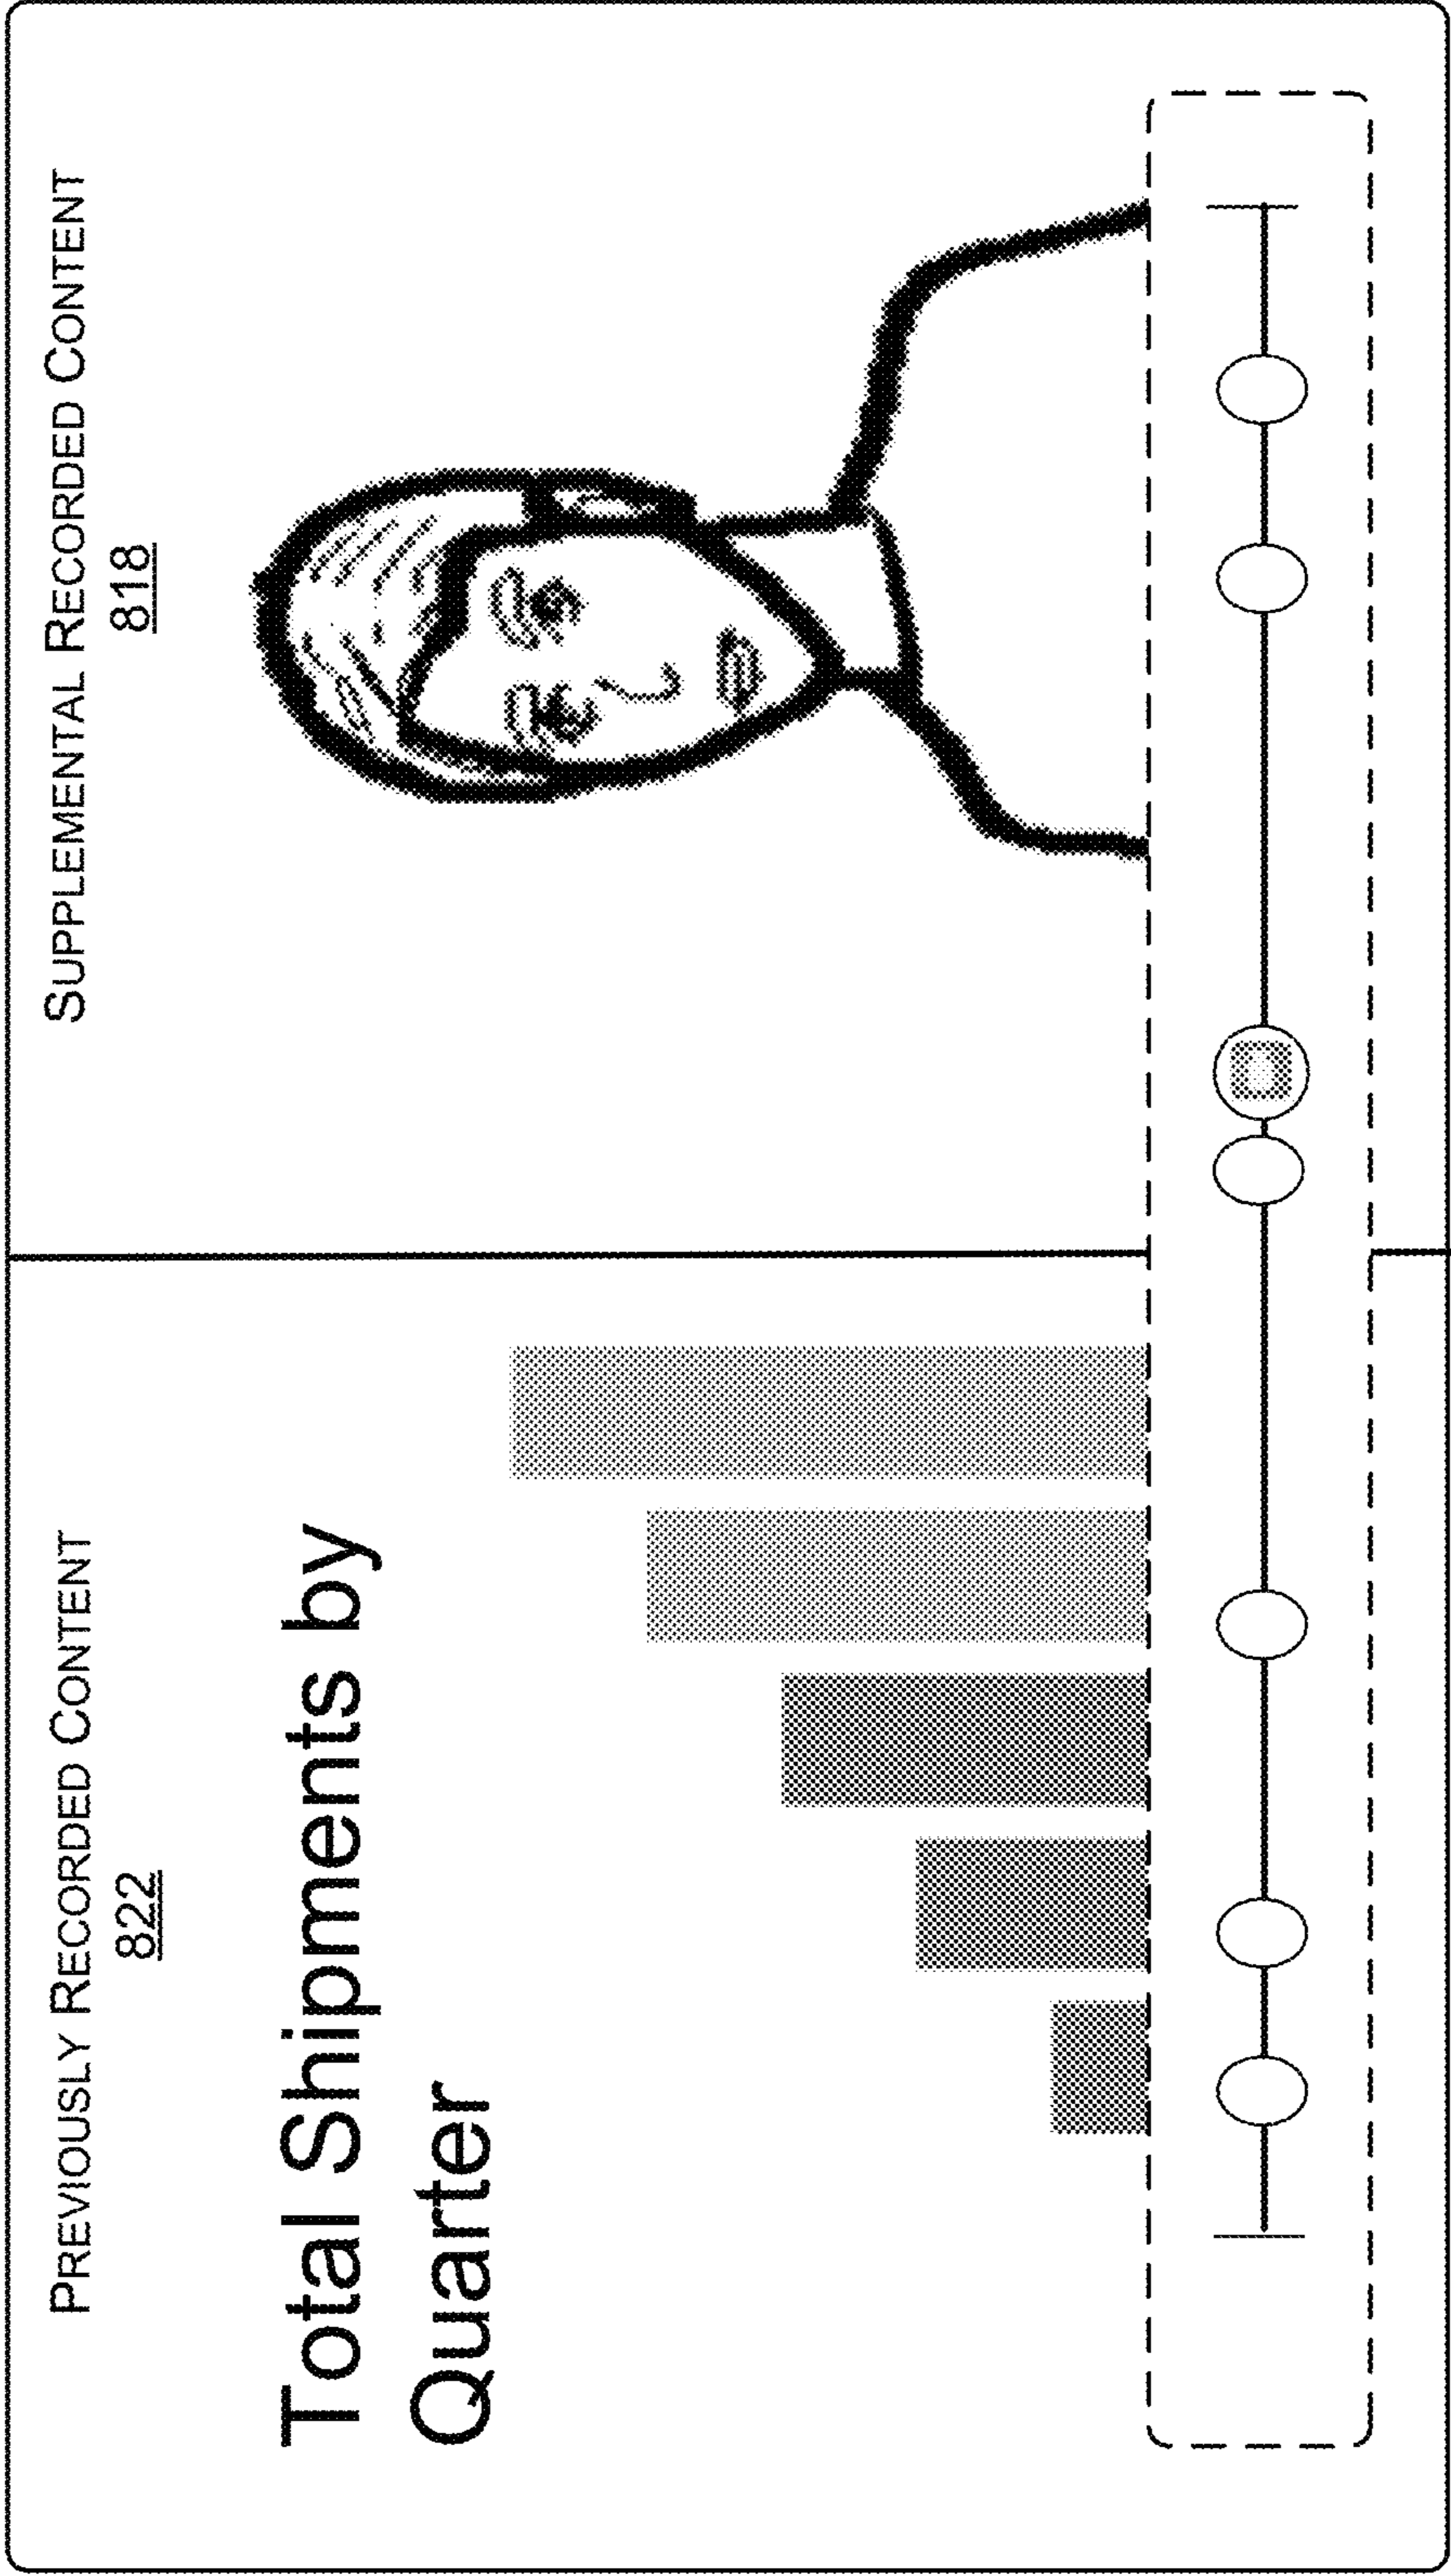 PREVIOUSLY RECORDED CONTENT
822
Total Shipments by
Quarter
SUPPLEMENTAL RECORDED CONTENT
818